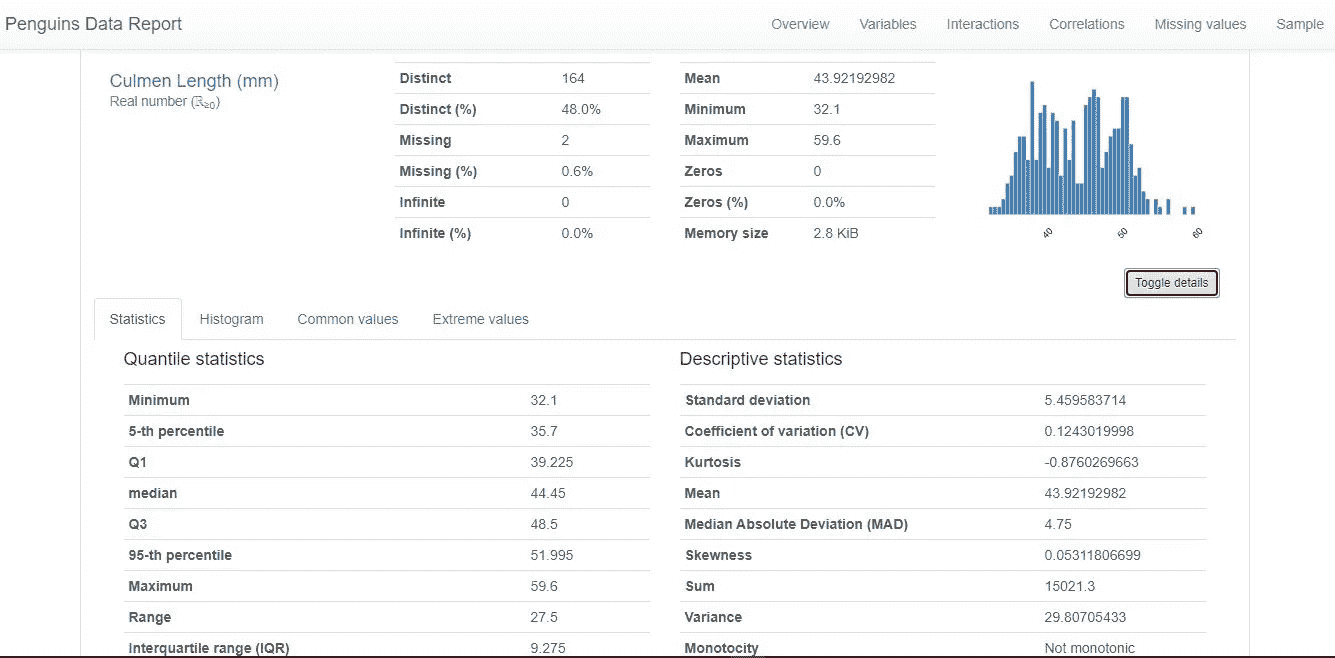 Penguins Data Report Overview Variables Interactions Correlations Missing values Sample
Culmen Length (mm)
Real number (ℝ≥0)
Distinct 164
Distinct (%) 48.0%
Missing 2
Missing (%) 0.6%
Infinite 0
Infinite (%) 0.0%
Mean 43.92192982
Minimum 32.1
Maximum 59.6
Zeros 0
Zeros (%) 0.0%
Memory size 2.8 KiB
40 50 60
Toggle details
Statistics Histogram Common values Extreme values
Quantile statistics
Minimum 32.1
5-th percentile 35.7
Q1 39.225
median 44.45
Q3 48.5
95-th percentile 51.995
Maximum 59.6
Range 27.5
Interquartile range (IQR) 9.275
Descriptive statistics
Standard deviation 5.459583714
Coefficient of variation (CV) 0.1243019998
Kurtosis -0.8760269663
Mean 43.92192982
Median Absolute Deviation (MAD) 4.75
Skewness 0.05311806699
Sum 15021.3
Variance 29.80705433
Monotocity Not monotonic